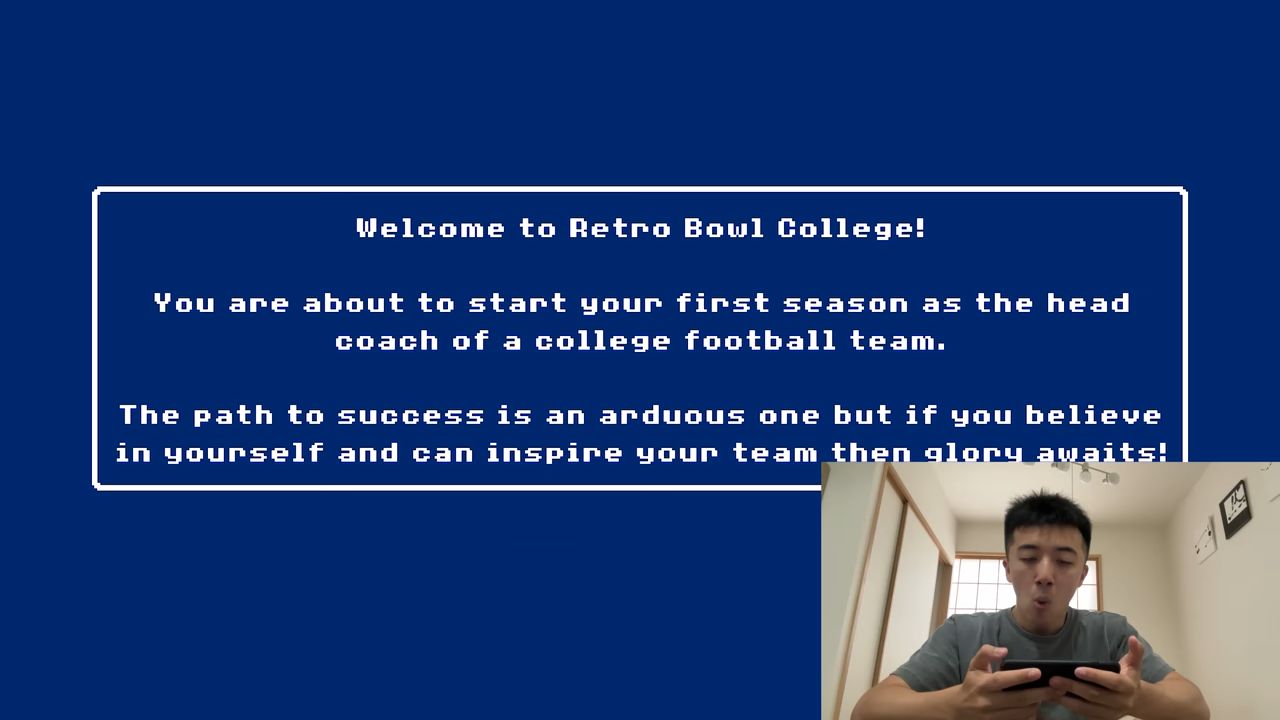 Welcome to Retro Bowl College!
You are about to start your first season as the head
coach of a college football team.
The path to success is an arduous one but if you believe
in yourself and can inspire your team then glory awaits!